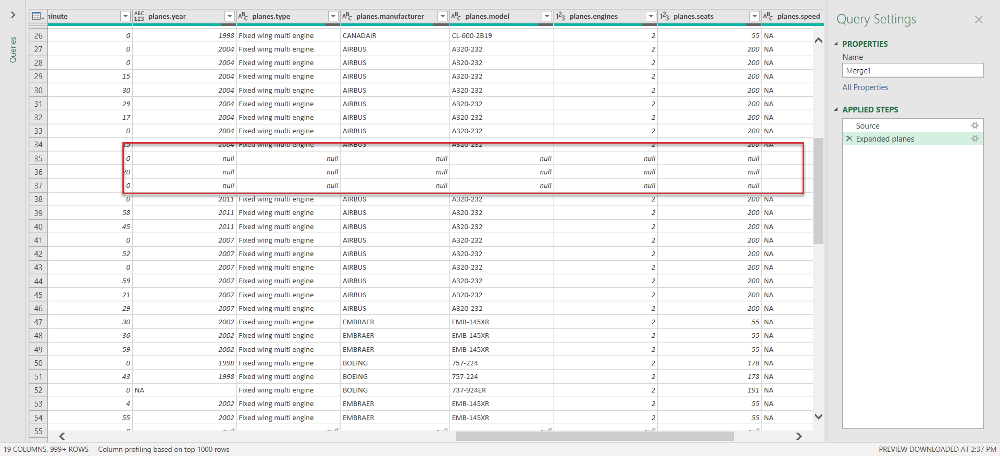 Queries
ninute ABC 123 planes.year ABC planes.type ABC planes.manufacturer ABC planes.model 123 planes.engines 123 planes.seats ABC planes.speed
26 0 1998 Fixed wing multi engine CANADAIR CL-600-2B19 2 55 NA
27 0 2004 Fixed wing multi engine AIRBUS A320-232 2 200 NA
28 0 2004 Fixed wing multi engine AIRBUS A320-232 2 200 NA
29 15 2004 Fixed wing multi engine AIRBUS A320-232 2 200 NA
30 30 2004 Fixed wing multi engine AIRBUS A320-232 2 200 NA
31 29 2004 Fixed wing multi engine AIRBUS A320-232 2 200 NA
32 17 2004 Fixed wing multi engine AIRBUS A320-232 2 200 NA
33 0 2004 Fixed wing multi engine AIRBUS A320-232 2 200 NA
34 15 2004 Fixed wing multi engine AIRBUS A320-232 2 200 NA
35 0 null null null null null null
36 20 null null null null null null
37 0 null null null null null null
38 0 2011 Fixed wing multi engine AIRBUS A320-232 2 200 NA
39 58 2011 Fixed wing multi engine AIRBUS A320-232 2 200 NA
40 45 2011 Fixed wing multi engine AIRBUS A320-232 2 200 NA
41 0 2007 Fixed wing multi engine AIRBUS A320-232 2 200 NA
42 52 2007 Fixed wing multi engine AIRBUS A320-232 2 200 NA
43 0 2007 Fixed wing multi engine AIRBUS A320-232 2 200 NA
44 59 2007 Fixed wing multi engine AIRBUS A320-232 2 200 NA
45 21 2007 Fixed wing multi engine AIRBUS A320-232 2 200 NA
46 29 2007 Fixed wing multi engine AIRBUS A320-232 2 200 NA
47 30 2002 Fixed wing multi engine EMBRAER EMB-145XR 2 55 NA
48 36 2002 Fixed wing multi engine EMBRAER EMB-145XR 2 55 NA
49 59 2002 Fixed wing multi engine EMBRAER EMB-145XR 2 55 NA
50 0 1998 Fixed wing multi engine BOEING 757-224 2 178 NA
51 43 1998 Fixed wing multi engine BOEING 757-224 2 178 NA
52 0 NA Fixed wing multi engine BOEING 737-924ER 2 191 NA
53 4 2002 Fixed wing multi engine EMBRAER EMB-145XR 2 55 NA
54 55 2002 Fixed wing multi engine EMBRAER EMB-145XR 2 55 NA
55 0 null null null null null null
Query Settings
PROPERTIES
Name
Merge1
All Properties
APPLIED STEPS
Source
Expanded planes
19 COLUMNS, 999+ ROWS Column profiling based on top 1000 rows PREVIEW DOWNLOADED AT 2:37 PM